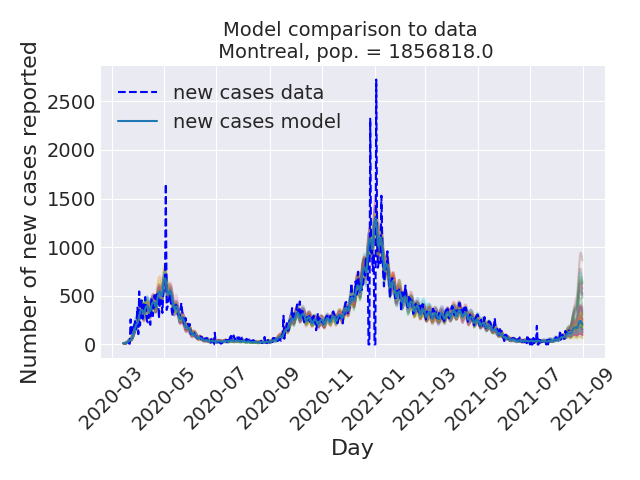 Model comparison to data
Montreal, pop. = 1856818.0
Number of new cases reported
2500
2000
1500
1000
500
0
new cases data
new cases model
2020-03
2020-05
2020-07
2020-09
2020-11
2021-01
2021-03
2021-05
2021-07
2021-09
Day